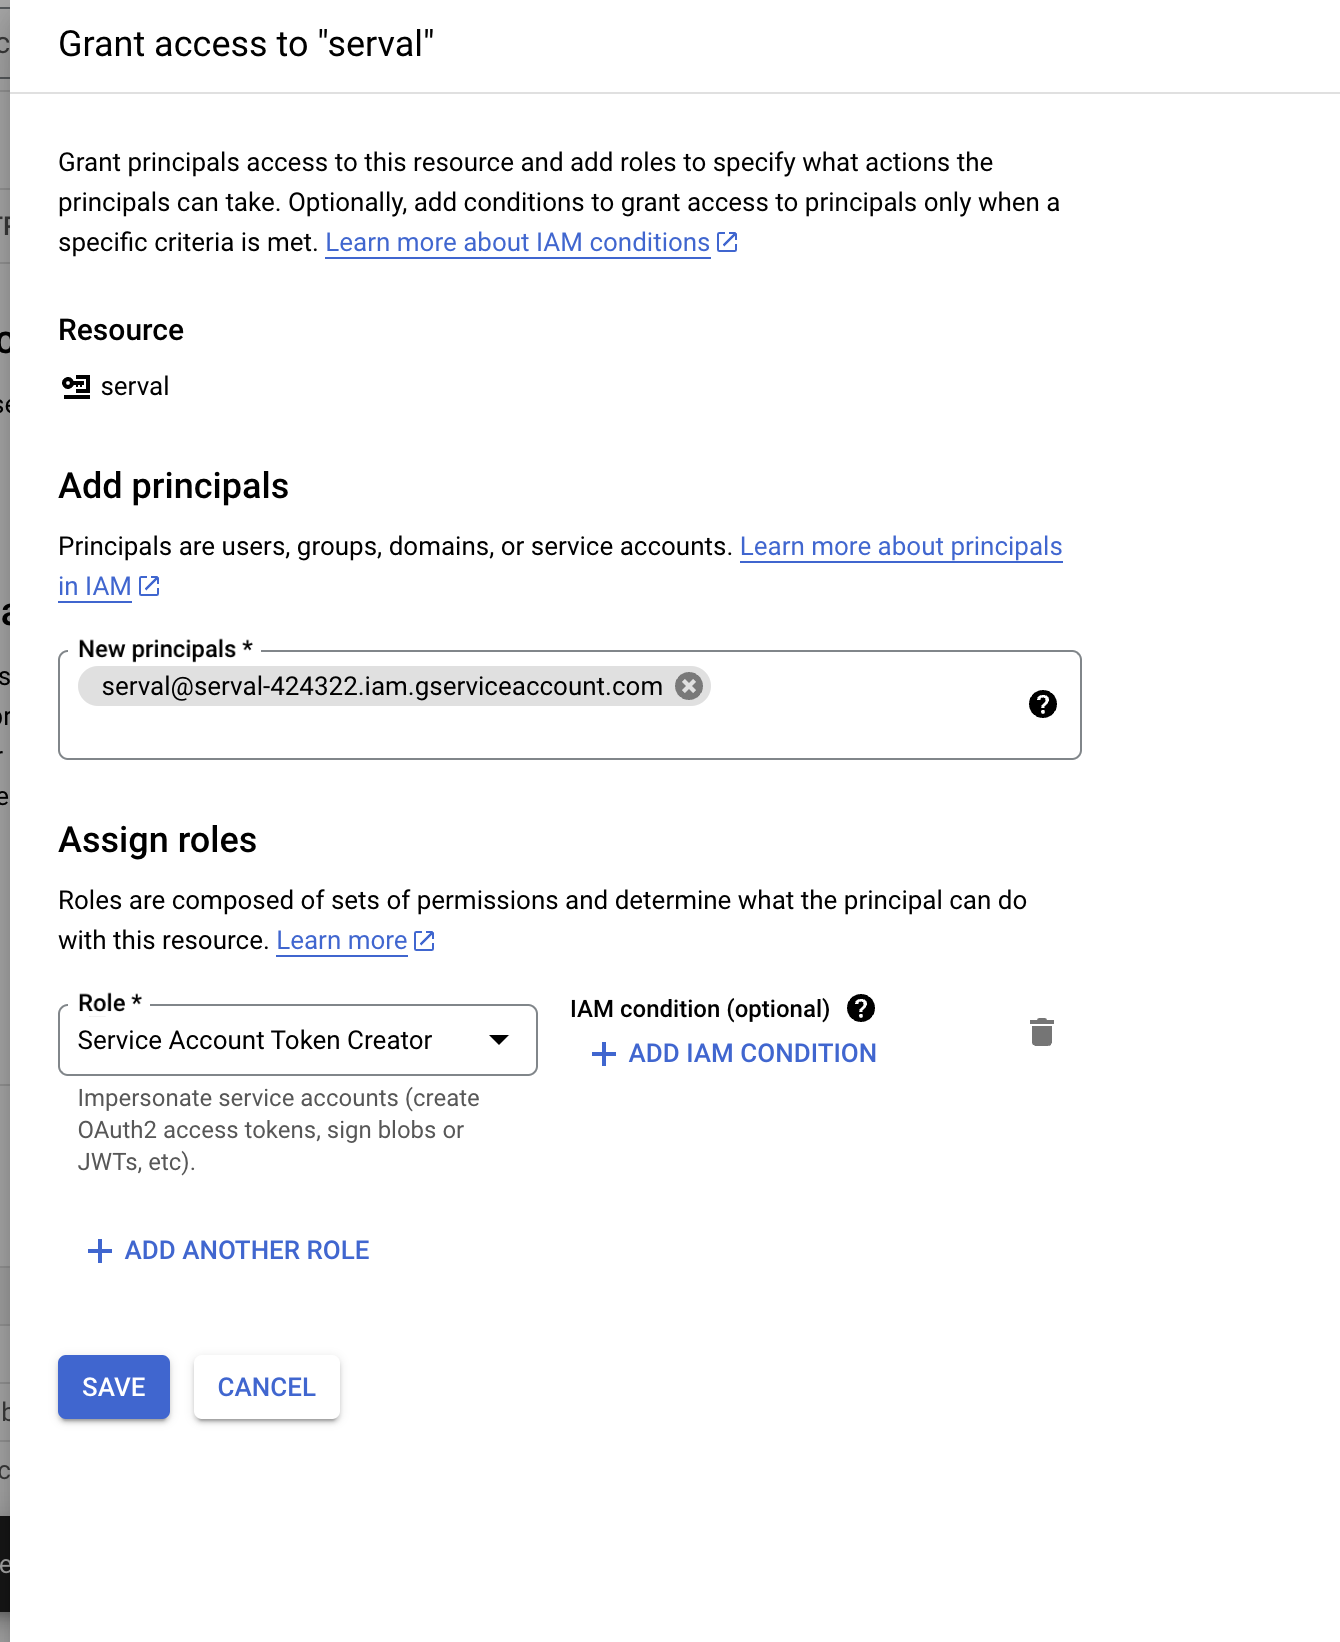 Grant access to "serval"
Grant principals access to this resource and add roles to specify what actions the
principals can take. Optionally, add conditions to grant access to principals only when a
specific criteria is met. Learn more about IAM conditions
Resource
serval
Add principals
Principals are users, groups, domains, or service accounts. Learn more about principals
in IAM
New principals *
serval@serval-424322.iam.gserviceaccount.com
Assign roles
Roles are composed of sets of permissions and determine what the principal can do
with this resource. Learn more
Role *
Service Account Token Creator
IAM condition (optional)
ADD IAM CONDITION
Impersonate service accounts (create
OAuth2 access tokens, sign blobs or
JWTs, etc).
ADD ANOTHER ROLE
SAVE
CANCEL